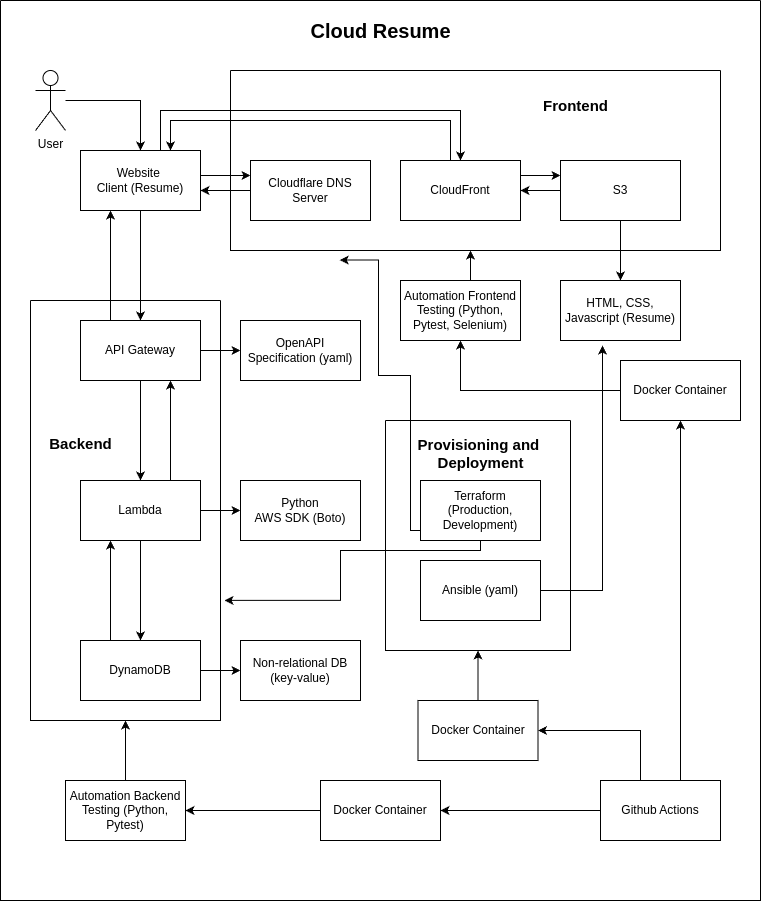 Cloud Resume
User
Frontend
Website
Client (Resume)
Cloudflare DNS
Server
CloudFront
S3
Automation Frontend
Testing (Python,
Pytest, Selenium)
HTML, CSS,
Javascript (Resume)
API Gateway
OpenAPI
Specification (yaml)
Docker Container
Backend
Provisioning and
Deployment
Lambda
Python
AWS SDK (Boto)
Terraform
(Production,
Development)
Ansible (yaml)
DynamoDB
Non-relational DB
(key-value)
Docker Container
Automation Backend
Testing (Python,
Pytest)
Docker Container
Github Actions